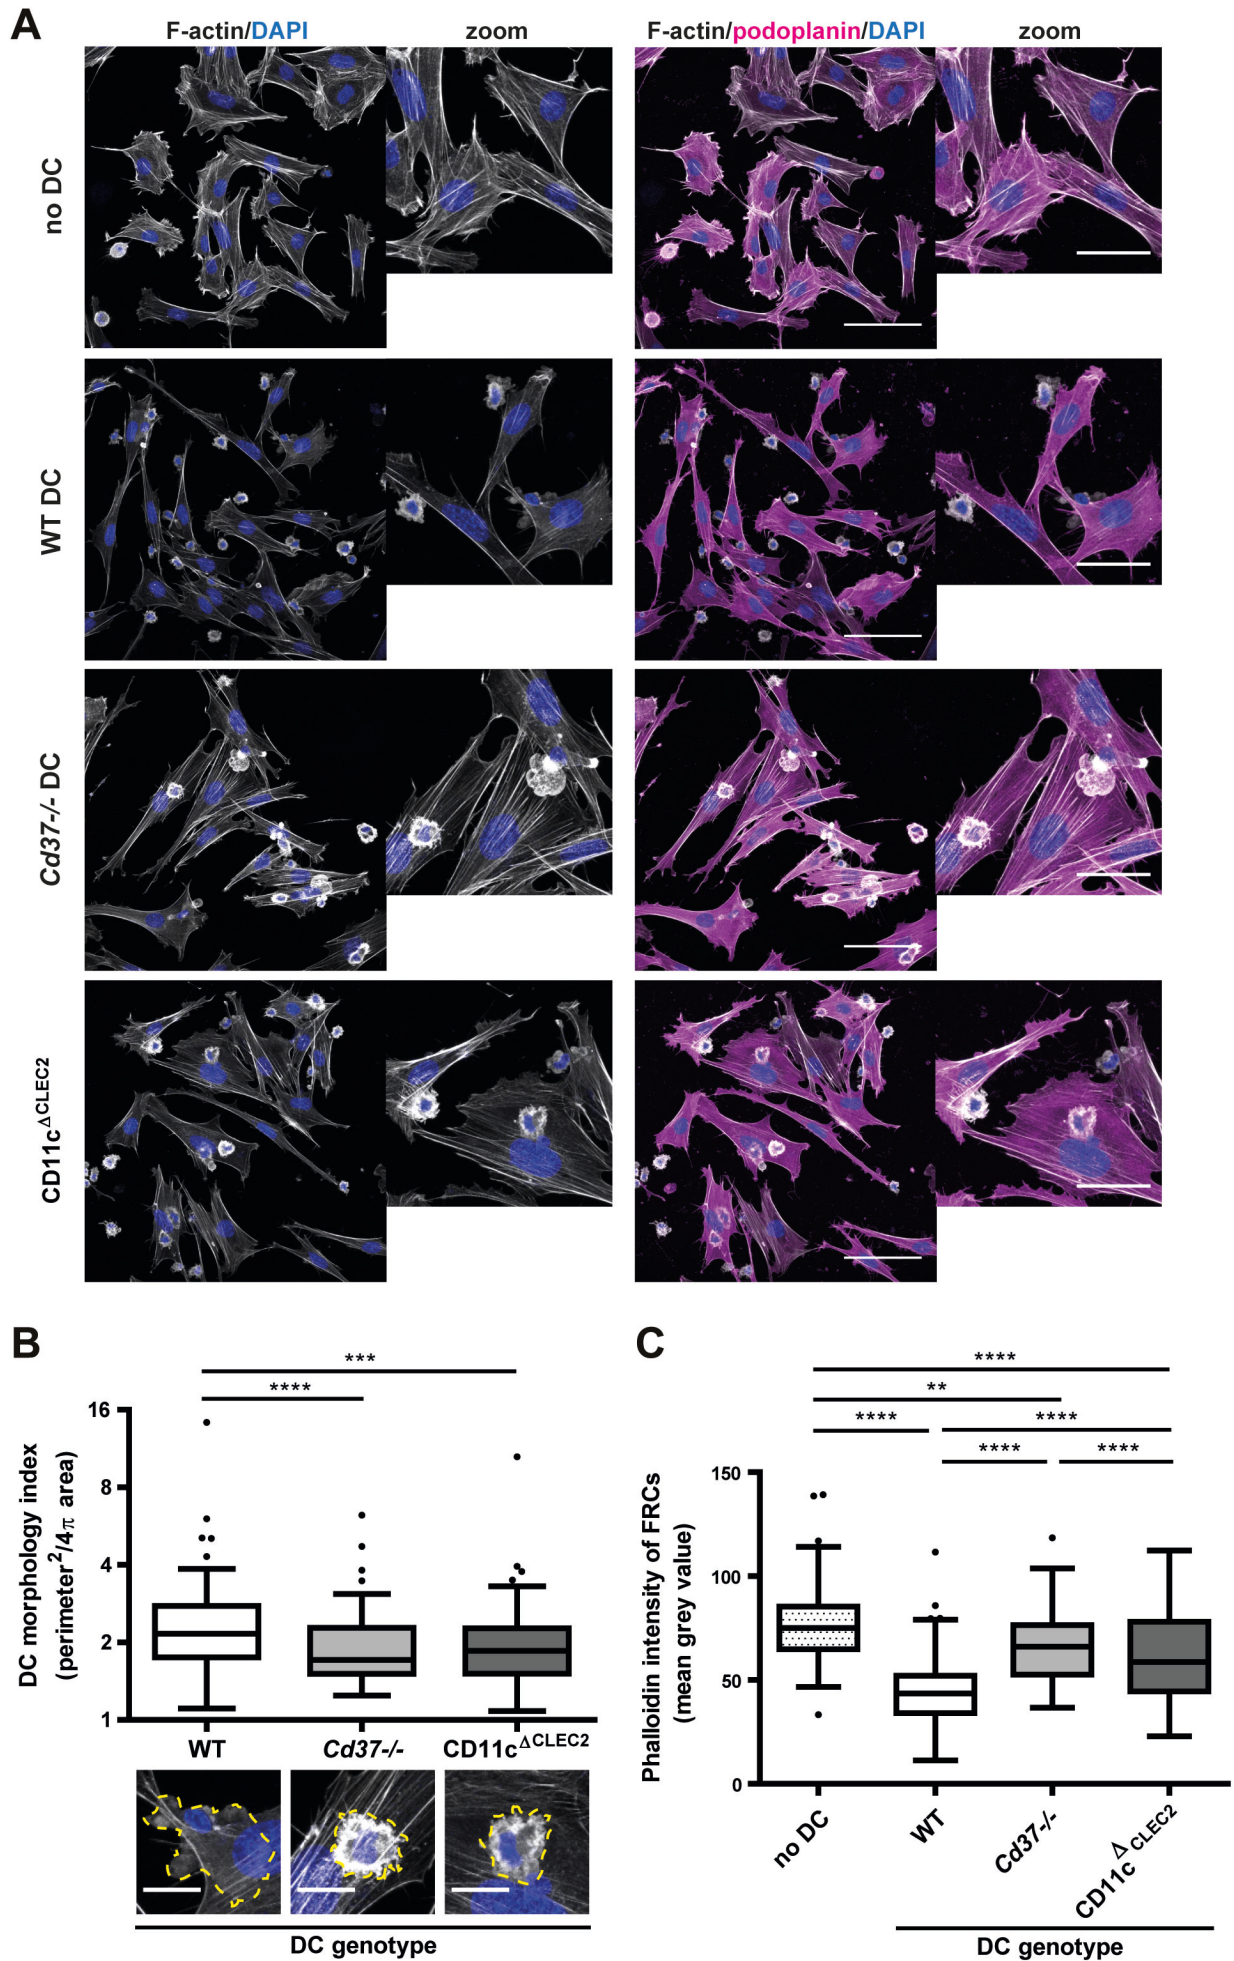 A
F-actin/DAPI zoom F-actin/podoplanin/DAPI zoom
no DC
WT DC
Cd37-/- DC
CD11cΔCLEC2
B
***
****
16
8
4
2
1
DC morphology index
(perimeter2/4π area)
WT Cd37-/- CD11cΔCLEC2
DC genotype
C
****
**
**** ****
**** ****
150
100
50
0
Phalloidin intensity of FRCs
(mean grey value)
no DC WT Cd37-/- CD11cΔCLEC2
DC genotype